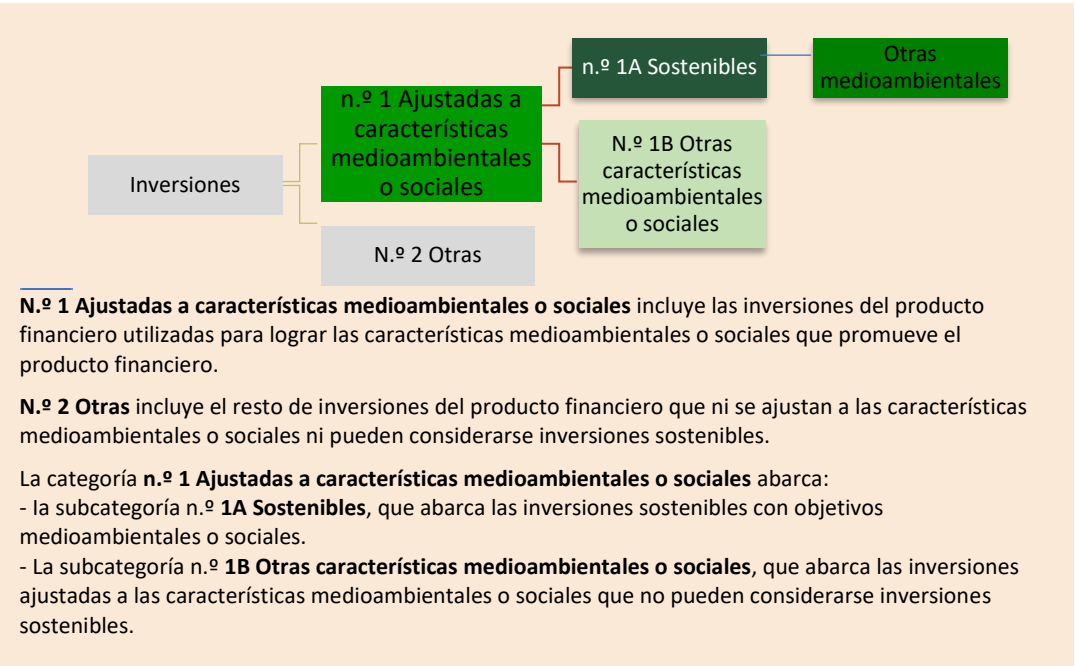 n.º 1A Sostenibles
Otras
medioambientales
n.º 1 Ajustadas a
características
medioambientales
o sociales
N.º 1B Otras
características
medioambientales
o sociales
Inversiones
N.º 2 Otras
N.º 1 Ajustadas a características medioambientales o sociales incluye las inversiones del producto
financiero utilizadas para lograr las características medioambientales o sociales que promueve el
producto financiero.
N.º 2 Otras incluye el resto de inversiones del producto financiero que ni se ajustan a las características
medioambientales o sociales ni pueden considerarse inversiones sostenibles.
La categoría n.º 1 Ajustadas a características medioambientales o sociales abarca:
- la subcategoría n.º 1A Sostenibles, que abarca las inversiones sostenibles con objetivos
medioambientales o sociales.
- La subcategoría n.º 1B Otras características medioambientales o sociales, que abarca las inversiones
ajustadas a las características medioambientales o sociales que no pueden considerarse inversiones
sostenibles.